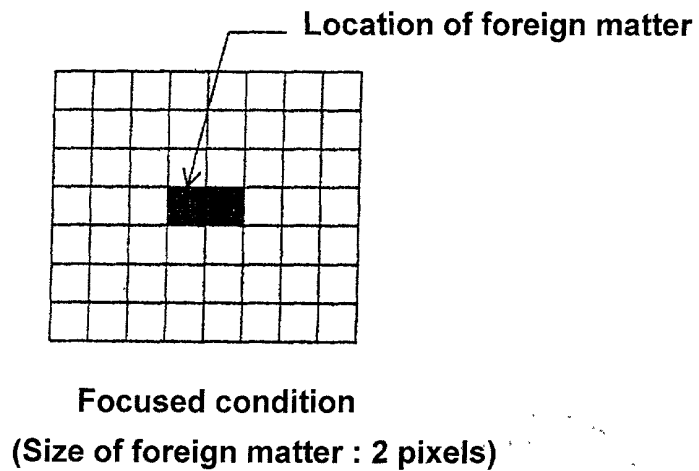 Location of foreign matter
Focused condition
(Size of foreign matter : 2 pixels)